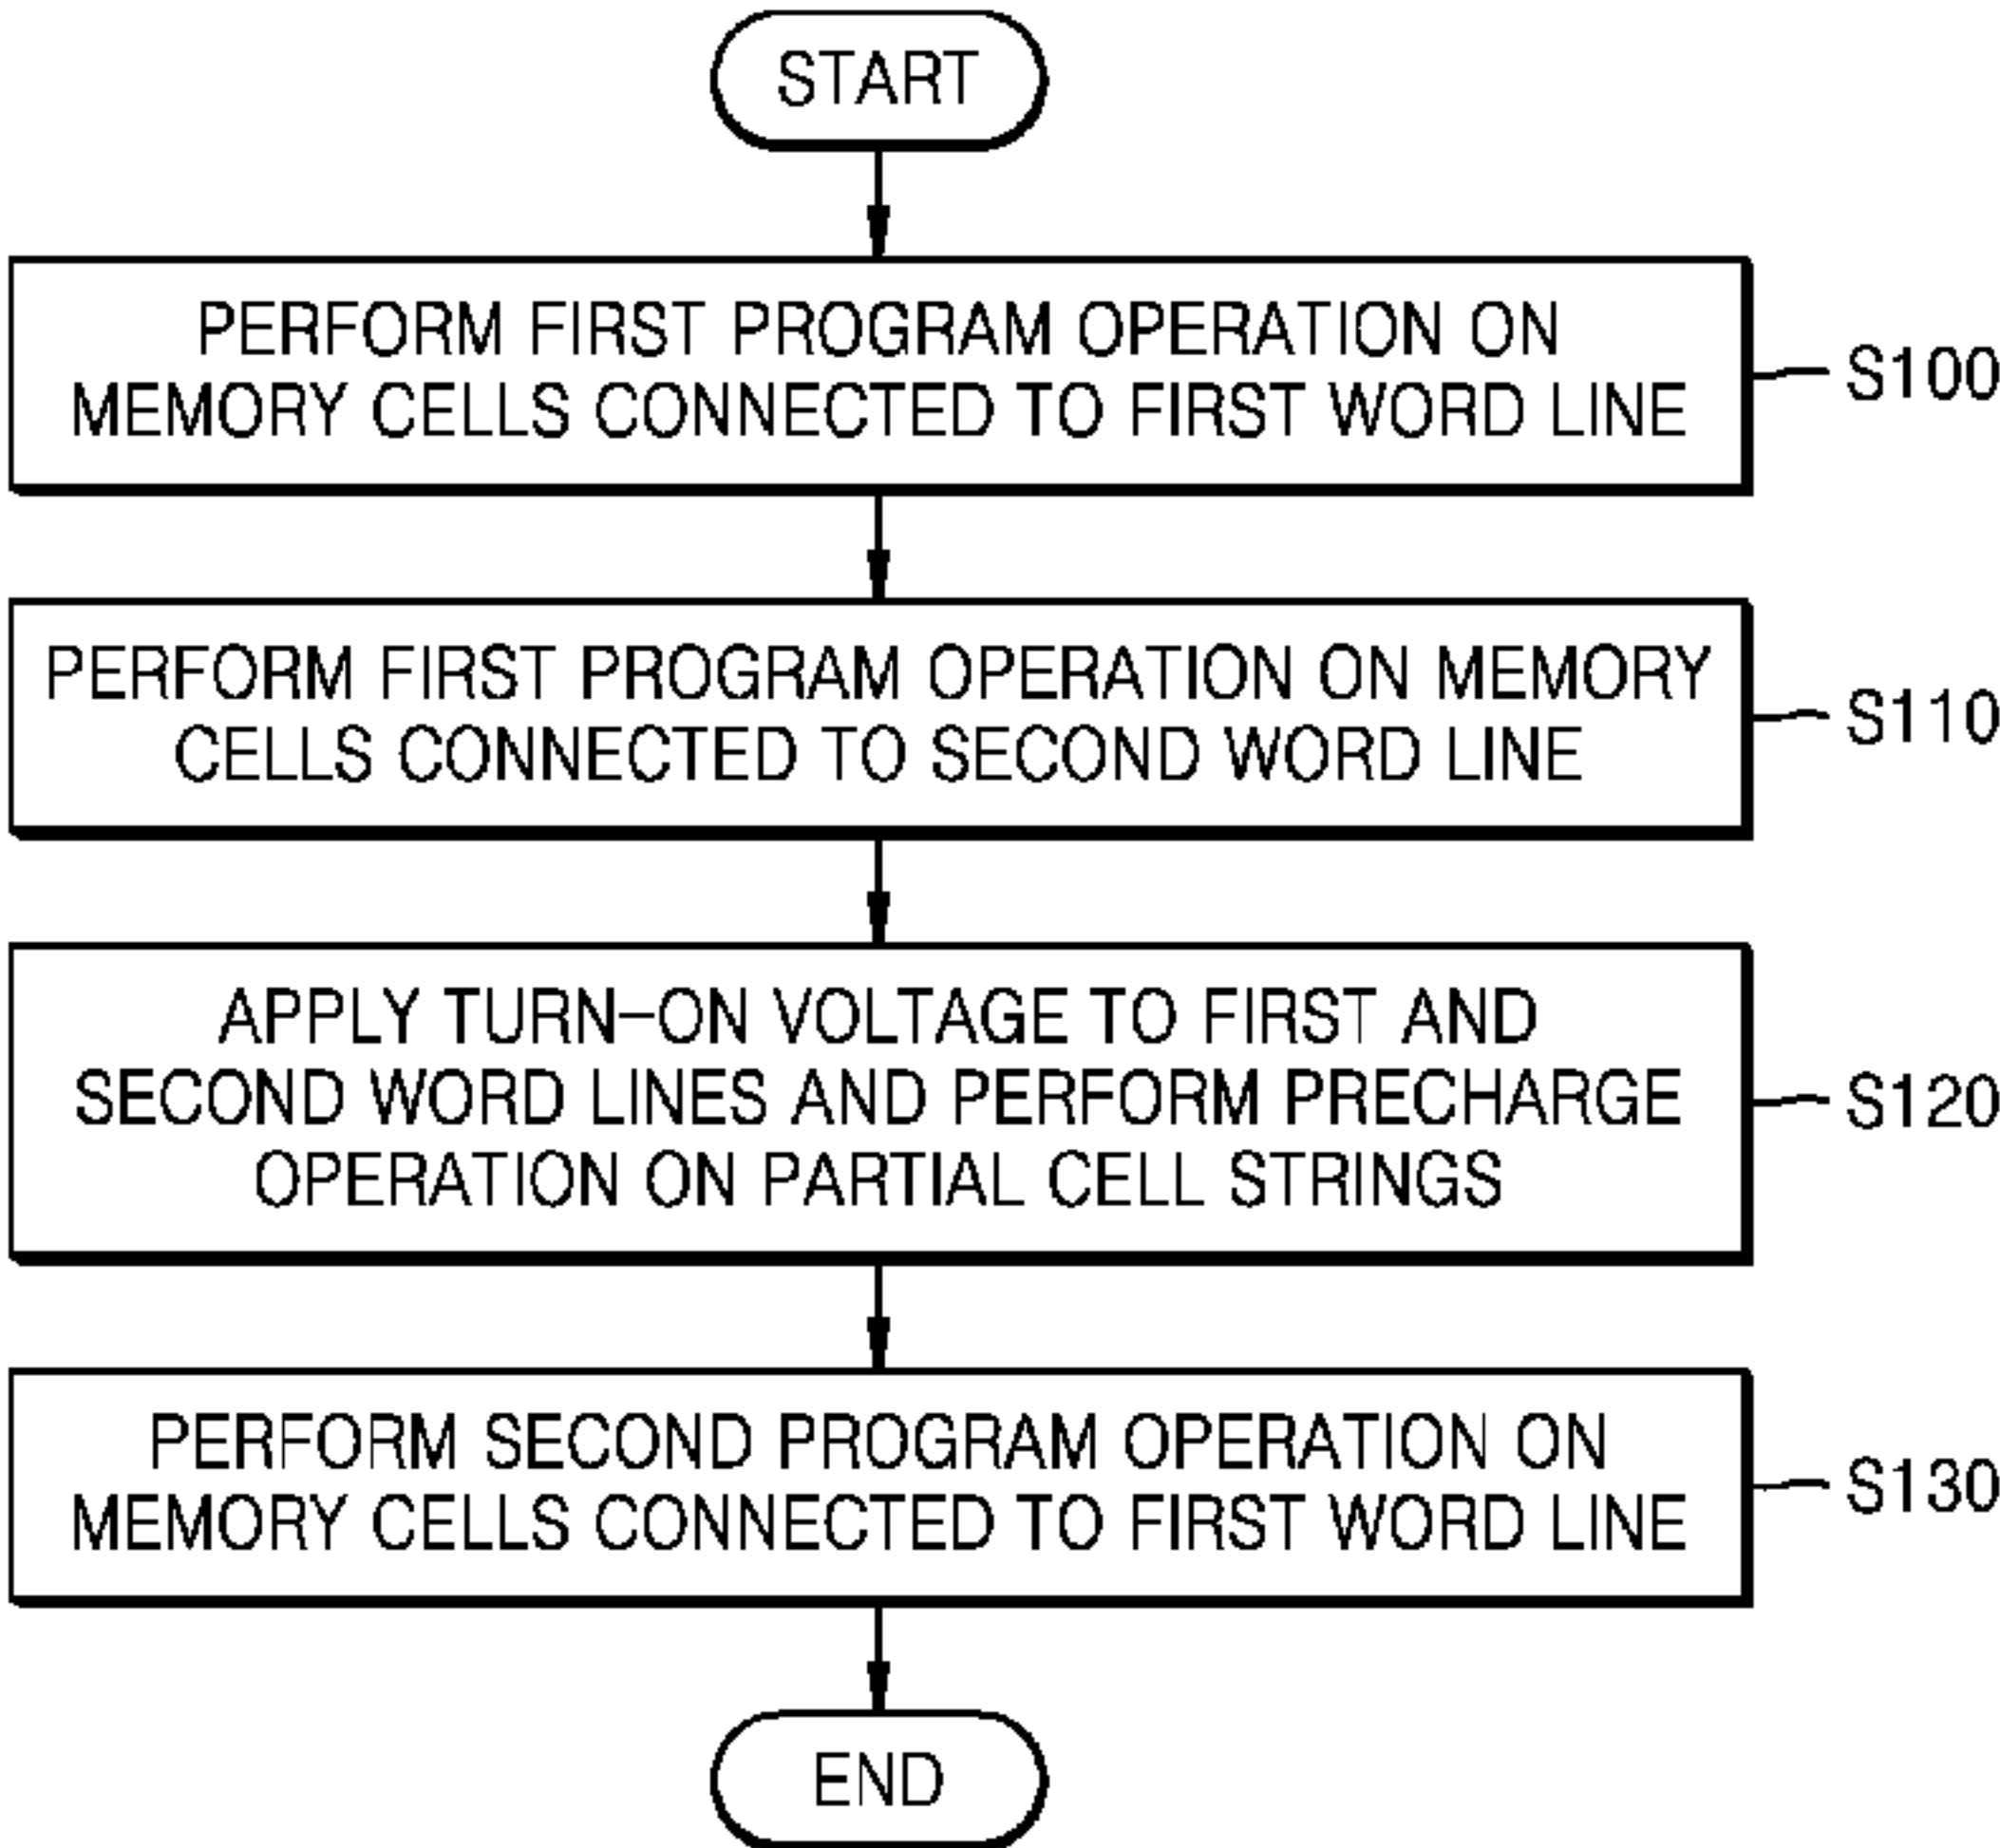 START
PERFORM FIRST PROGRAM OPERATION ON
MEMORY CELLS CONNECTED TO FIRST WORD LINE
S100
PERFORM FIRST PROGRAM OPERATION ON MEMORY
CELLS CONNECTED TO SECOND WORD LINE
S110
APPLY TURN-ON VOLTAGE TO FIRST AND
SECOND WORD LINES AND PERFORM PRECHARGE
OPERATION ON PARTIAL CELL STRINGS
S120
PERFORM SECOND PROGRAM OPERATION ON
MEMORY CELLS CONNECTED TO FIRST WORD LINE
S130
END